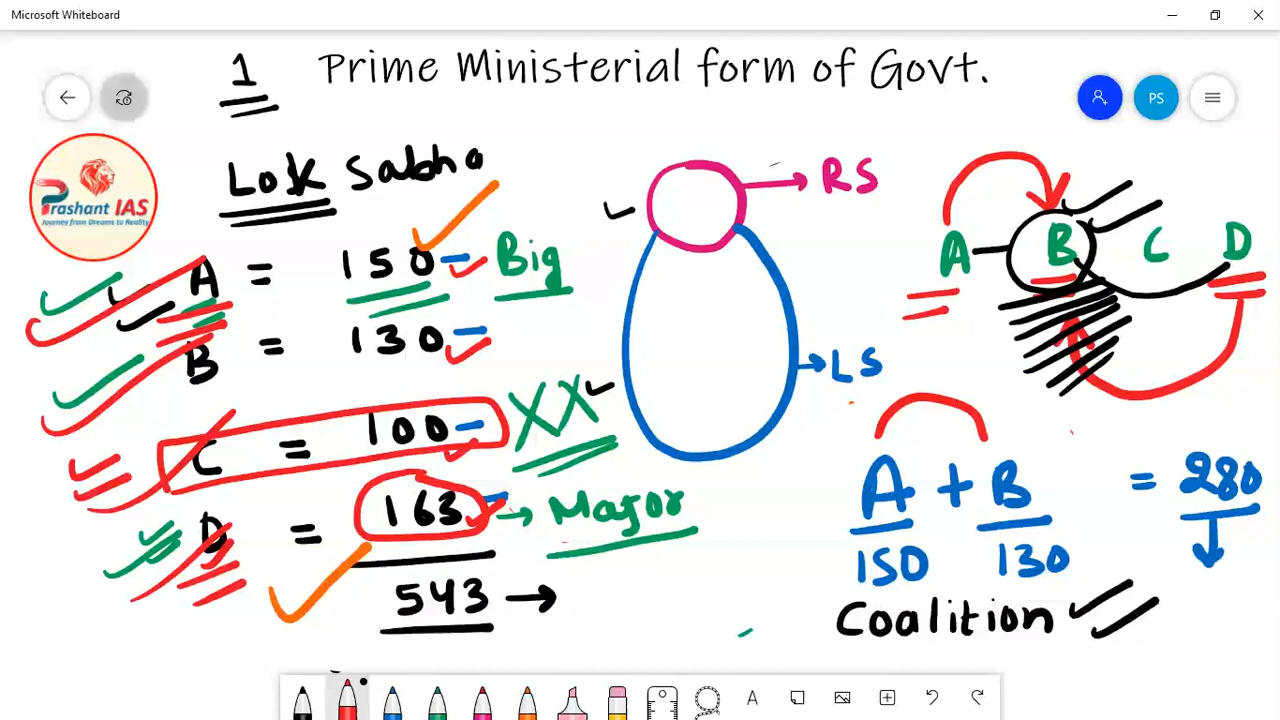 Microsoft Whiteboard
1 Prime Ministerial form of Govt.
PS
Prashant IAS
Journey from Dreams to Reality
Lok Sabha
A = 150 Big
B = 130
C = 100 XX
D = 163 → Major
543 →
→ RS
→ LS
A B C D
A + B = 280
150 130
Coalition
A